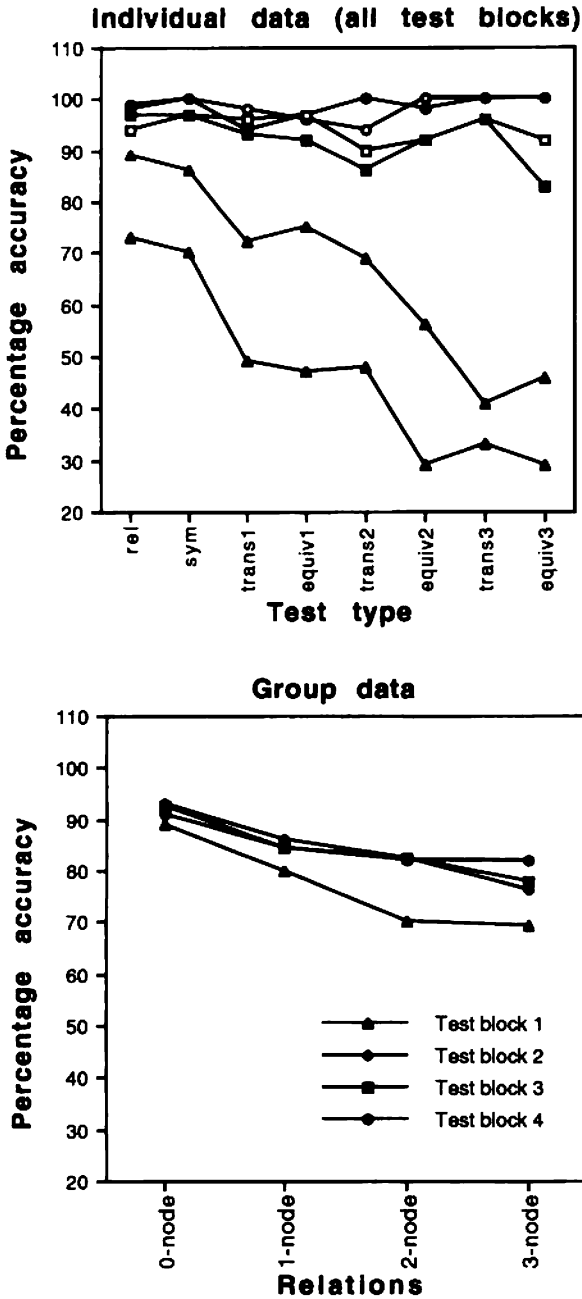 Individual data (all test blocks)
110
100
90
80
70
60
50
40
30
20
Percentage accuracy
rel
sym
trans1
equiv1
trans2
equiv2
trans3
equiv3
Test type
Group data
110
100
90
80
70
60
50
40
30
20
Percentage accuracy
Test block 1
Test block 2
Test block 3
Test block 4
0-node
1-node
2-node
3-node
Relations